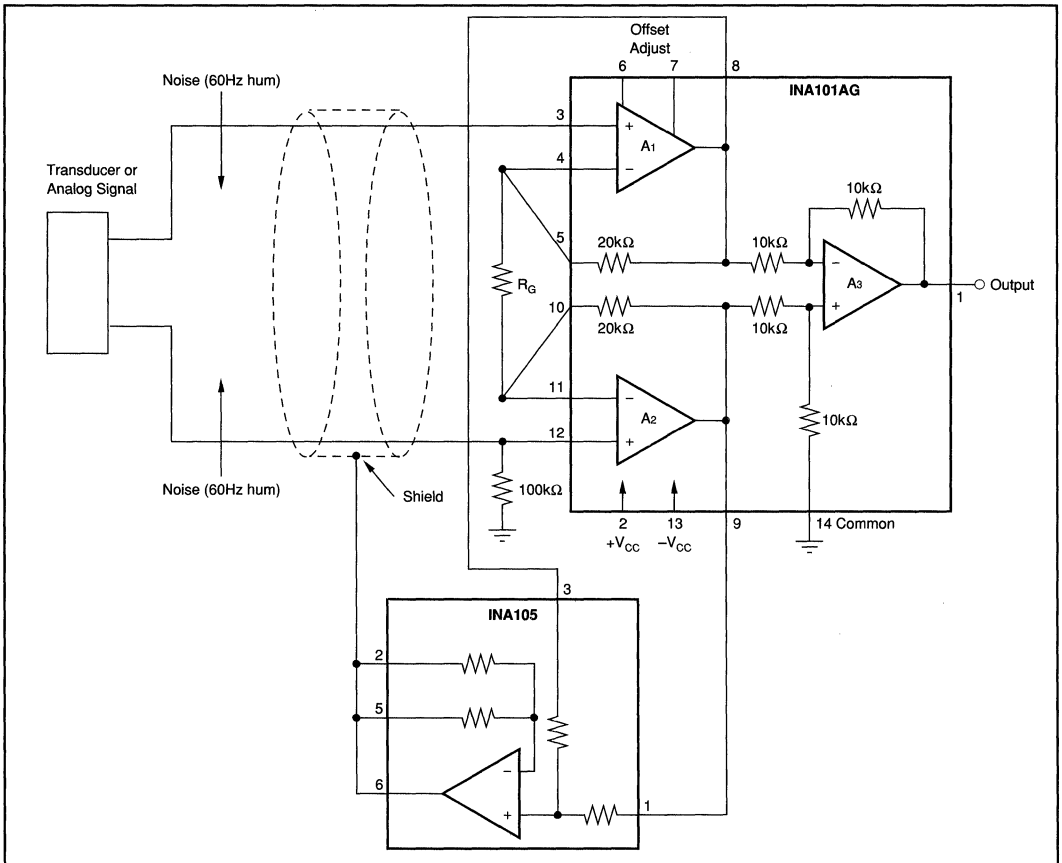 Offset
Adjust
6 7 8
INA101AG
Noise (60Hz hum)
3
+
A1
4
−
Transducer or
Analog Signal
10kΩ
5
20kΩ
10kΩ
−
RG
A3
Output
1
10
20kΩ
10kΩ
+
11
−
A2
12
+
10kΩ
Noise (60Hz hum)
Shield
100kΩ
2 13 9 14 Common
+VCC −VCC
3
INA105
2
5
−
6
+
1